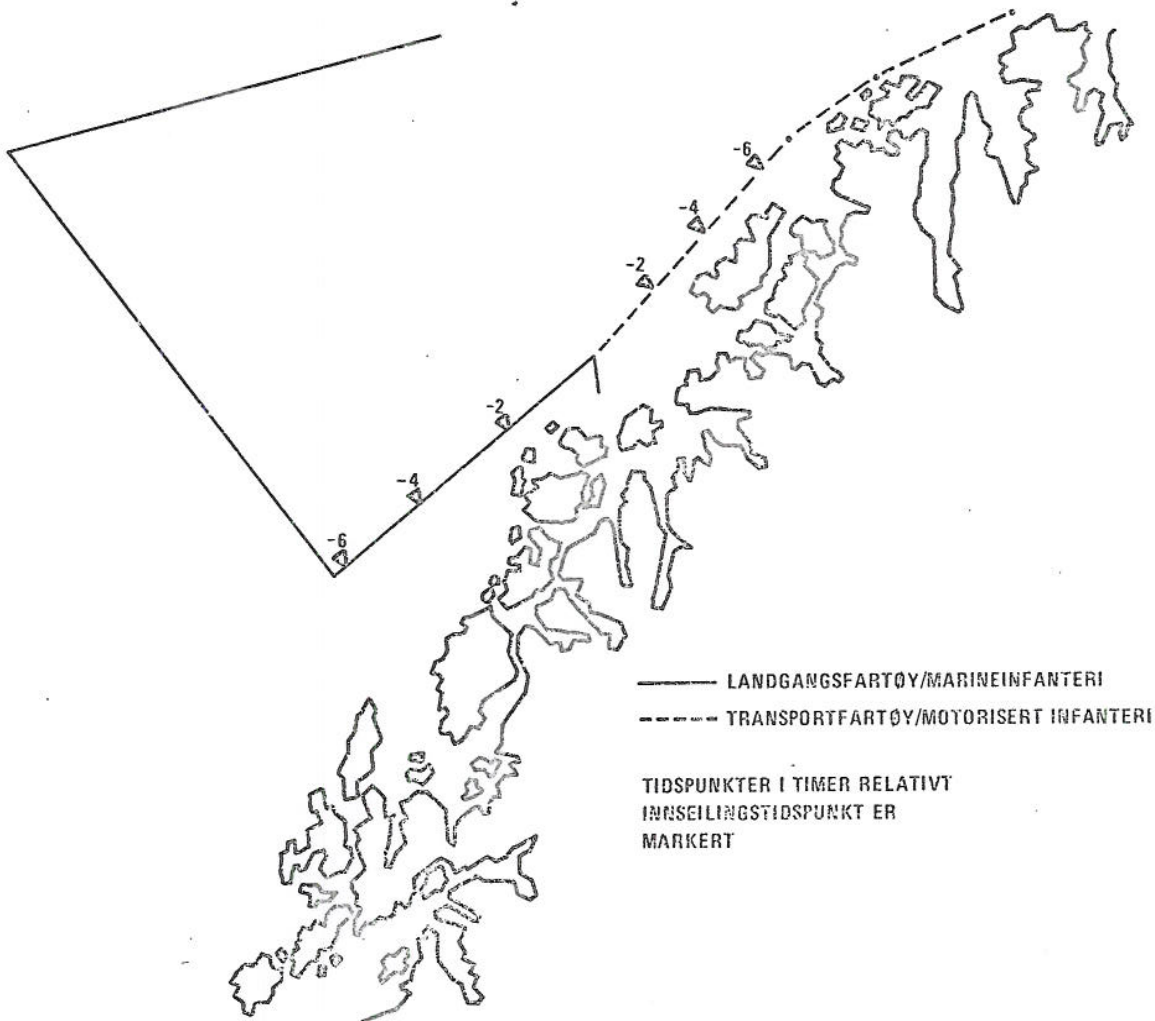 -6
-4
-2
-2
-4
-6
LANDGANGSFARTØY/MARINEINFANTERI
TRANSPORTFARTØY/MOTORISERT INFANTERI
TIDSPUNKTER I TIMER RELATIVT
INNSEILINGSTIDSPUNKT ER
MARKERT